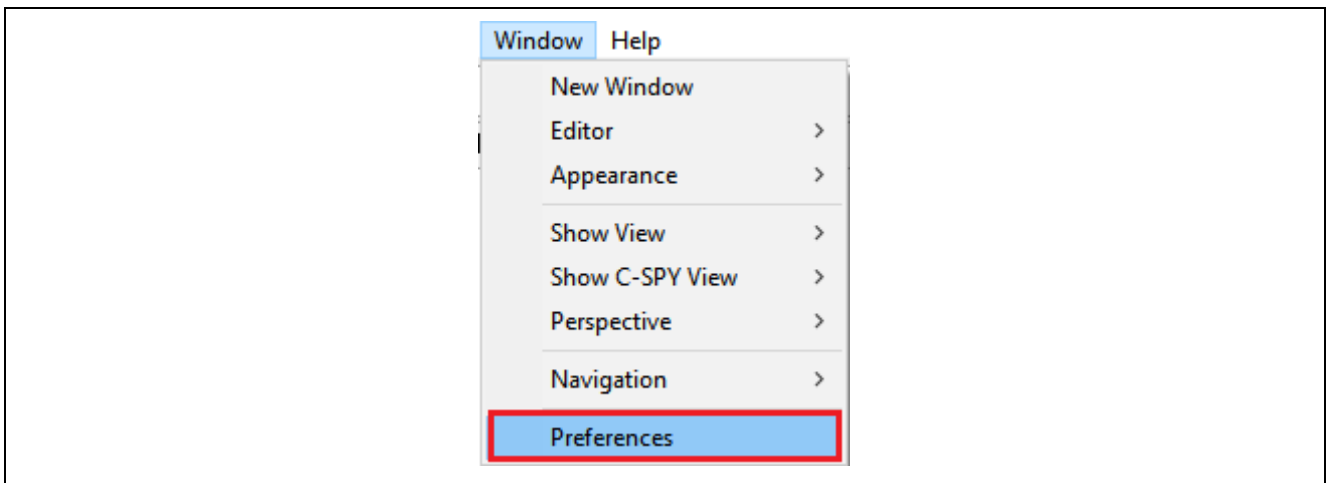 Window Help
New Window
Editor
Appearance
Show View
Show C-SPY View
Perspective
Navigation
Preferences